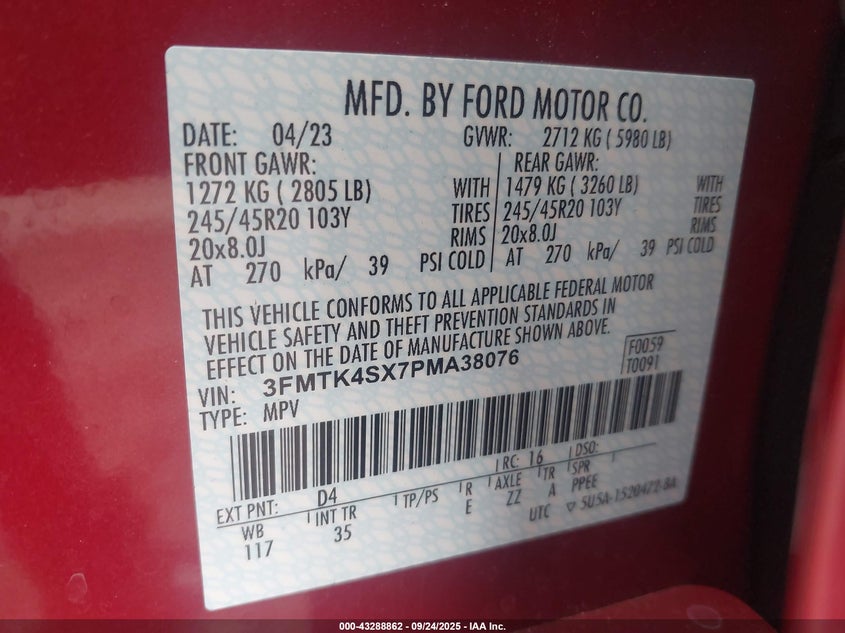 MFD. BY FORD MOTOR CO.
DATE: 04/23 GVWR: 2712 KG ( 5980 LB)
FRONT GAWR: REAR GAWR:
1272 KG ( 2805 LB) WITH 1479 KG ( 3260 LB) WITH
245/45R20 103Y TIRES 245/45R20 103Y TIRES
20x8.0J RIMS 20x8.0J RIMS
AT 270 kPa/ 39 PSI COLD AT 270 kPa/ 39 PSI COLD
THIS VEHICLE CONFORMS TO ALL APPLICABLE FEDERAL MOTOR
VEHICLE SAFETY AND THEFT PREVENTION STANDARDS IN
EFFECT ON THE DATE OF MANUFACTURE SHOWN ABOVE.
F0059
T0091
VIN: 3FMTK4SX7PMA38076
TYPE: MPV
EXT PNT: D4 RC: 16 DSO:
WB INT TR TP/PS R AXLE TR SPR
117 35 E ZZ A PPEE
UTC ▽ 5U5A-1520472-BA
000-43288862 - 09/24/2025 - IAA Inc.